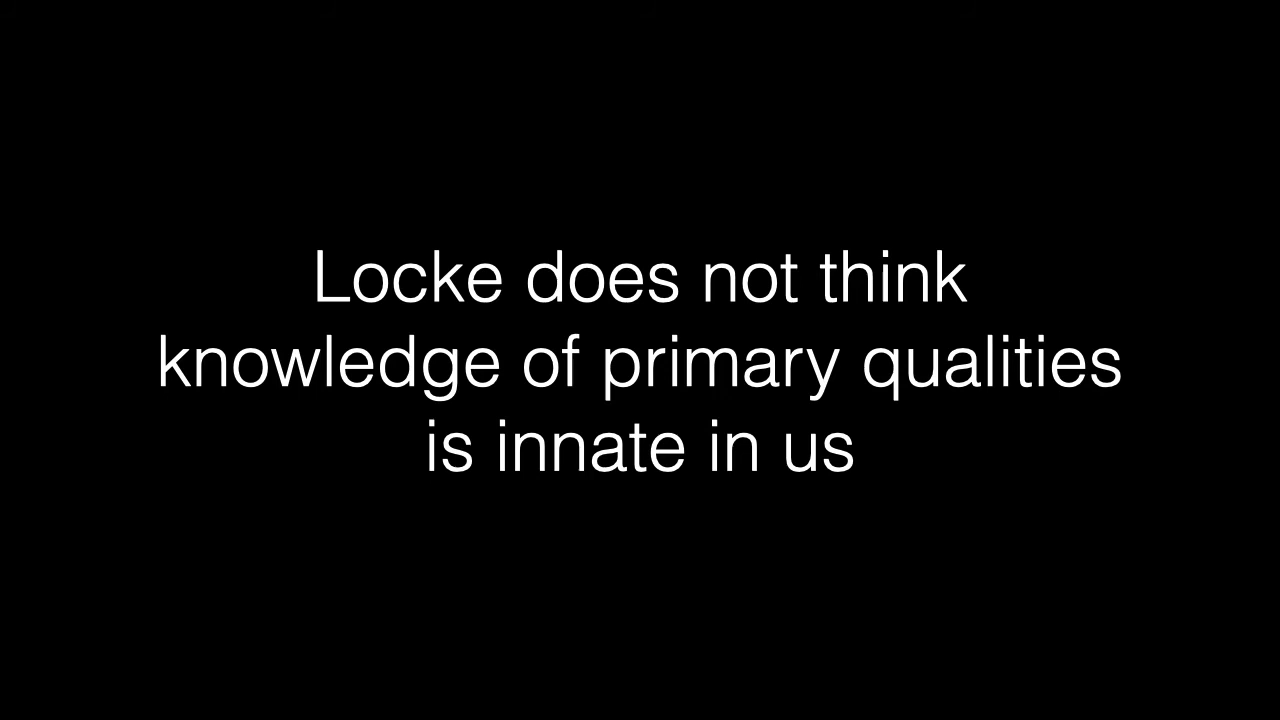 Locke does not think
knowledge of primary qualities
is innate in us